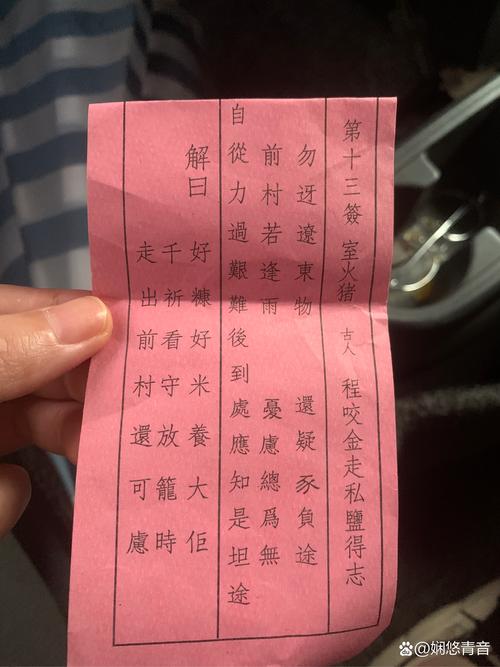 第十三簽 室火猪 古人 程咬金走私鹽得志
勿迓遼東物 還疑豕負途
前村若逢雨 憂慮總爲無
自從力過艱難後到處應知是坦途
解曰
好糠好米養大佢
千祈看守放籠時
走出前村還可慮
@娴悠青音